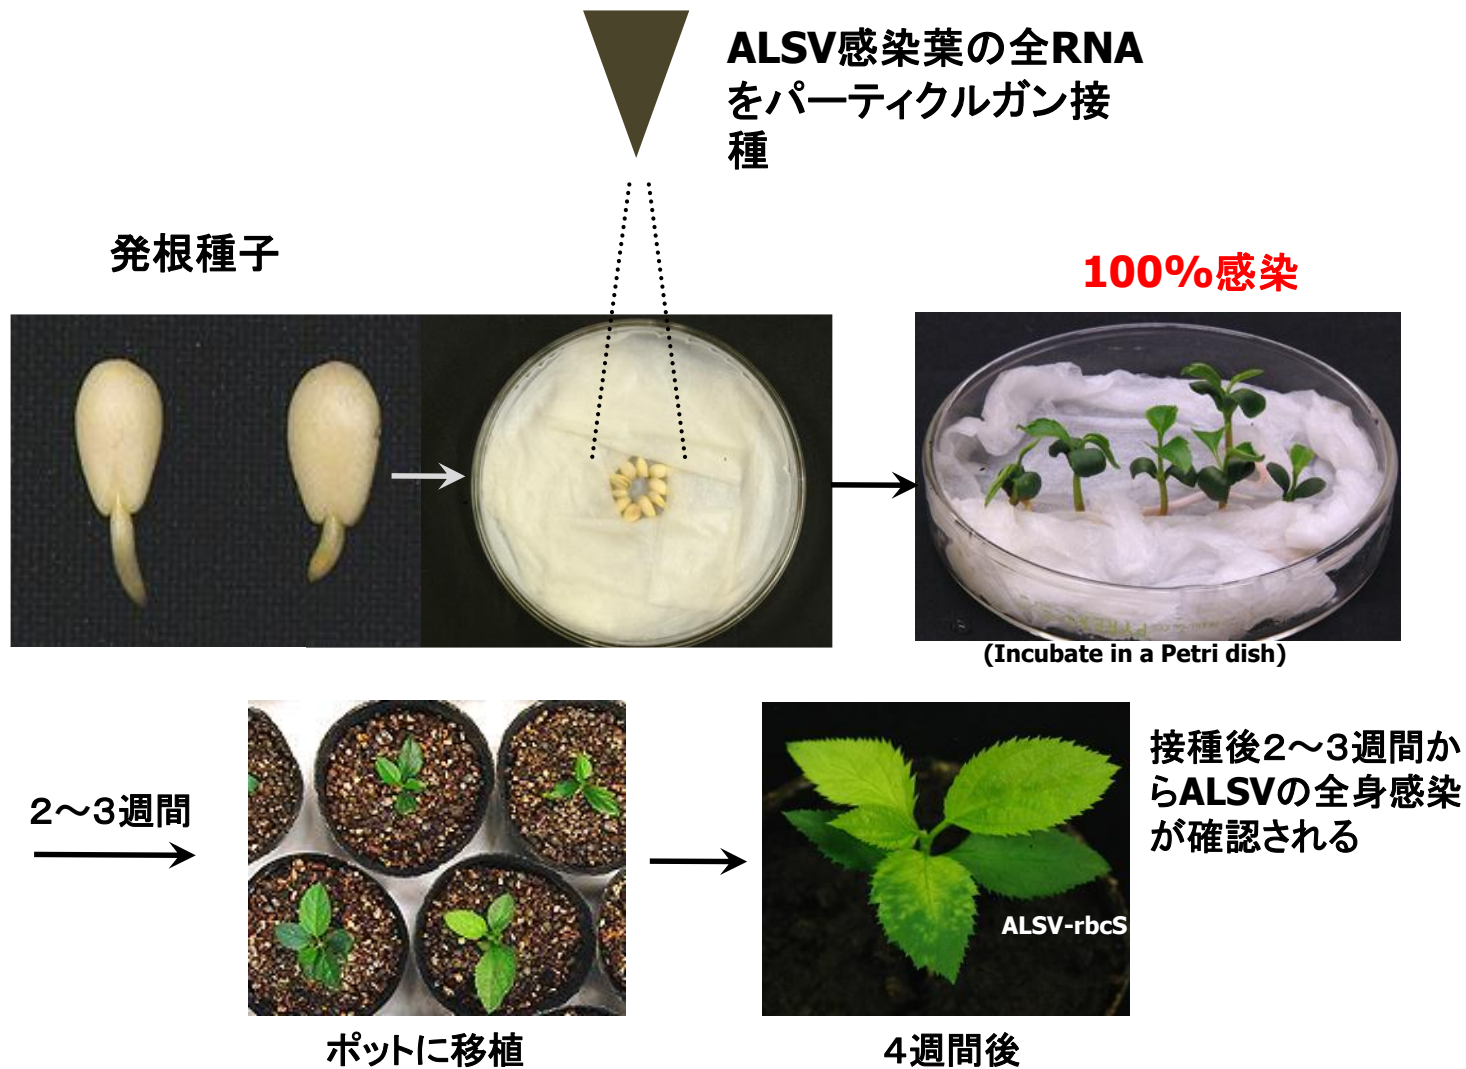 ALSV感染葉の全RNA
をパーティクルガン接
種
発根種子
100%感染
(Incubate in a Petri dish)
2～3週間
接種後2～3週間か
らALSVの全身感染
が確認される
ALSV-rbcS
ポットに移植
4週間後